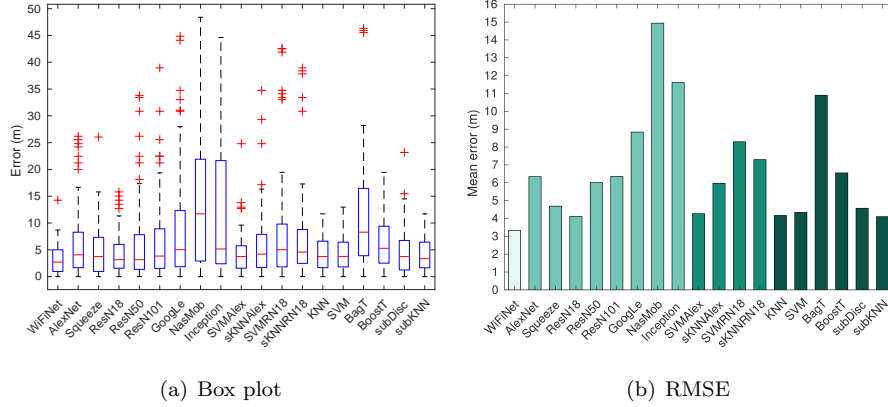 50
45
40
35
30
25
20
15
10
5
0
Error (m)
WiFiNet
AlexNet
Squeeze
ResN18
ResN50
ResN101
GoogLe
NasMob
Inception
SVMAlex
sKNNAlex
SVMRN18
sKNNRN18
KNN
SVM
BagT
BoostT
subDisc
subKNN
(a) Box plot
16
15
14
13
12
11
10
9
8
7
6
5
4
3
2
1
0
Mean error (m)
WiFiNet
AlexNet
Squeeze
ResN18
ResN50
ResN101
GoogLe
NasMob
Inception
SVMAlex
sKNNAlex
SVMRN18
sKNNRN18
KNN
SVM
BagT
BoostT
subDisc
subKNN
(b) RMSE